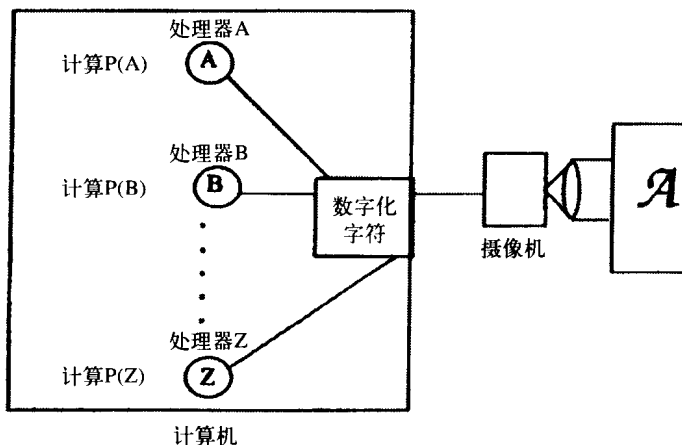 处理器A
计算P(A)
A
处理器B
计算P(B)
B
数字化
字符
摄像机
A
处理器Z
计算P(Z)
Z
计算机